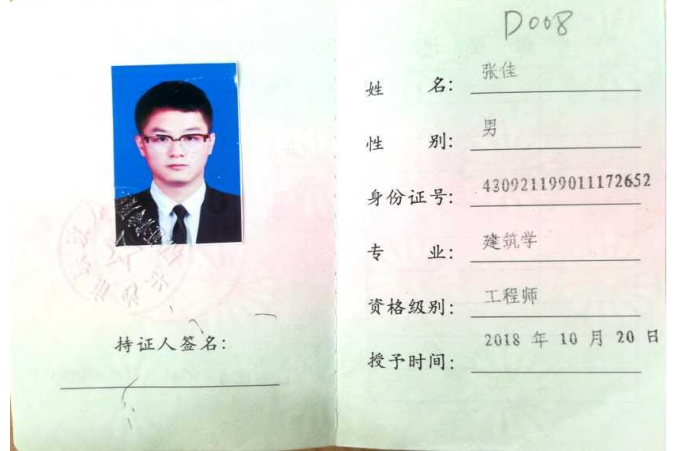 D008
姓 名: 张佳
性 别: 男
身份证号: 430921199011172652
专 业: 建筑学
资格级别: 工程师
授予时间: 2018 年 10 月 20 日
持证人签名: